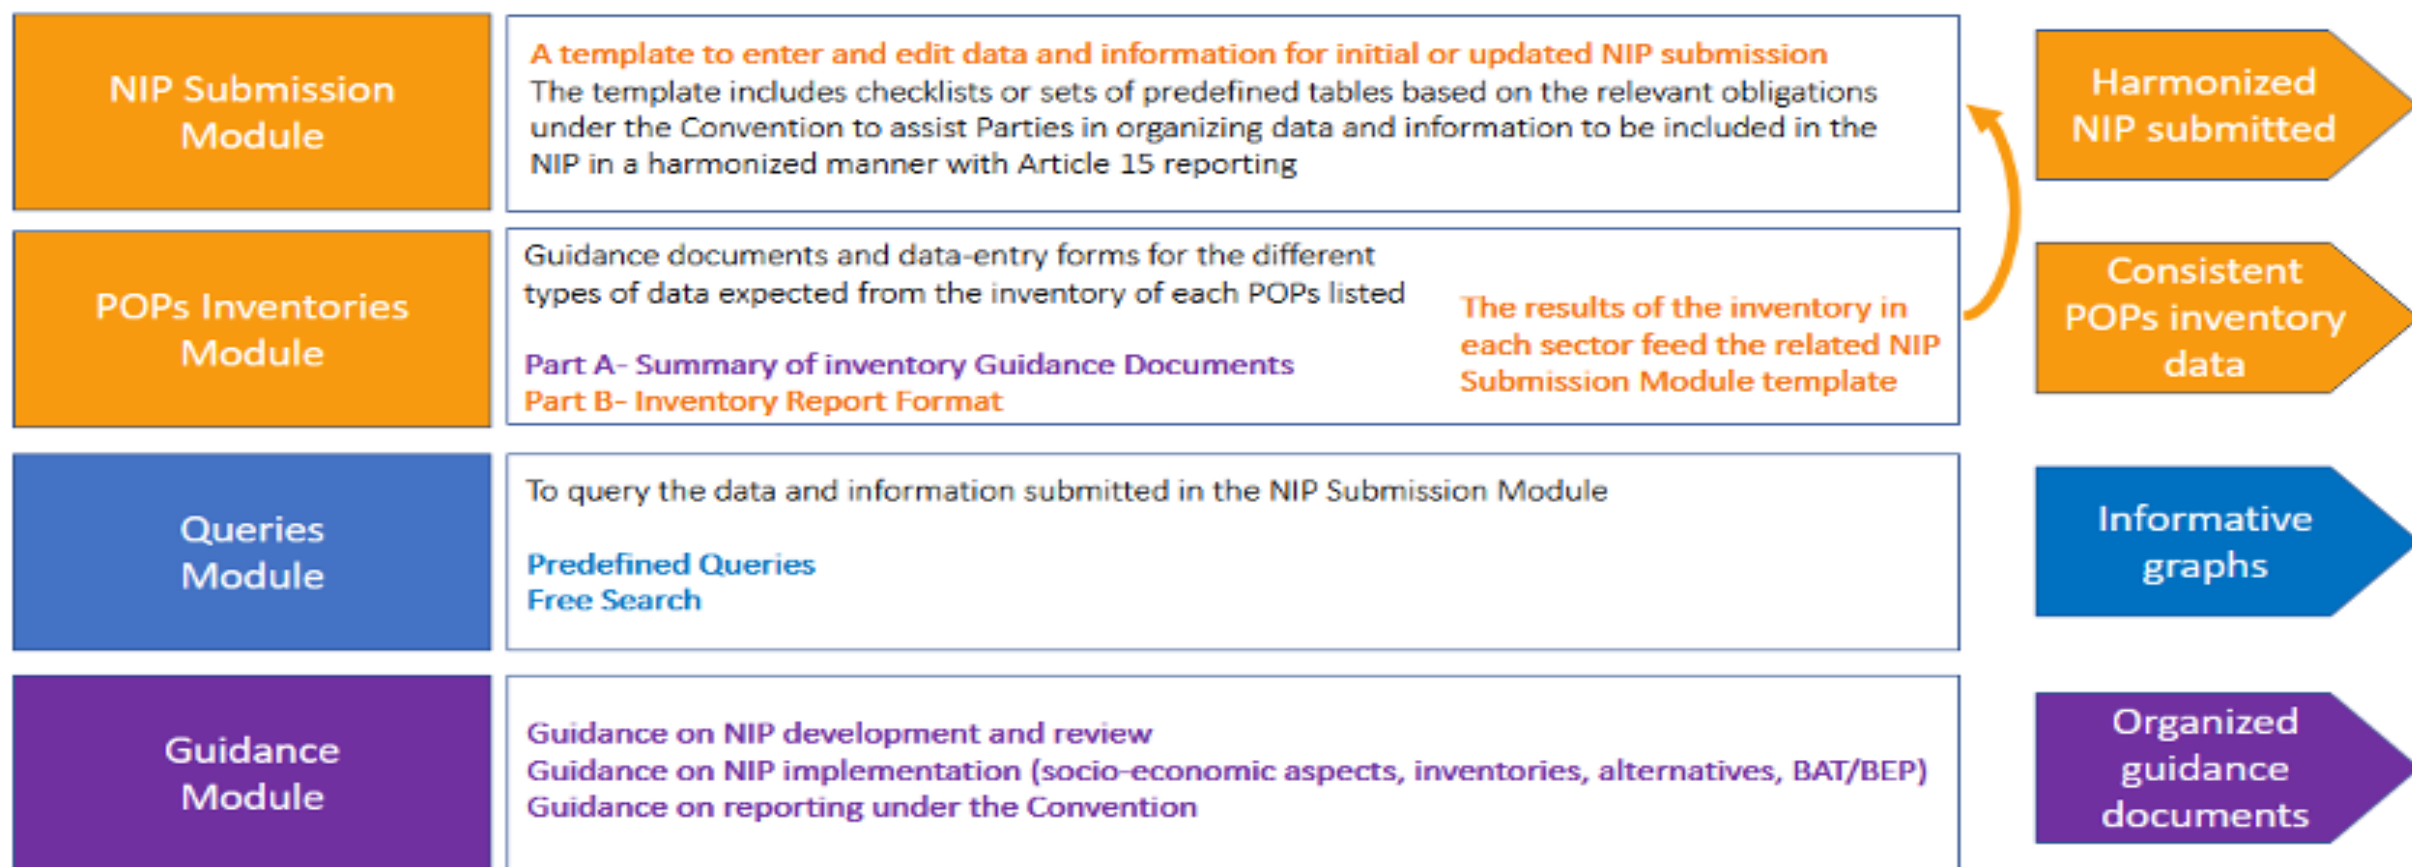 NIP Submission
Module
A template to enter and edit data and information for initial or updated NIP submission
The template includes checklists or sets of predefined tables based on the relevant obligations
under the Convention to assist Parties in organizing data and information to be included in the
NIP in a harmonized manner with Article 15 reporting
Harmonized
NIP submitted
POPs Inventories
Module
Guidance documents and data-entry forms for the different
types of data expected from the inventory of each POPs listed
Part A- Summary of inventory Guidance Documents
Part B- Inventory Report Format
The results of the inventory in
each sector feed the related NIP
Submission Module template
Consistent
POPs inventory
data
Queries
Module
To query the data and information submitted in the NIP Submission Module
Predefined Queries
Free Search
Informative
graphs
Guidance
Module
Guidance on NIP development and review
Guidance on NIP implementation (socio-economic aspects, inventories, alternatives, BAT/BEP)
Guidance on reporting under the Convention
Organized
guidance
documents